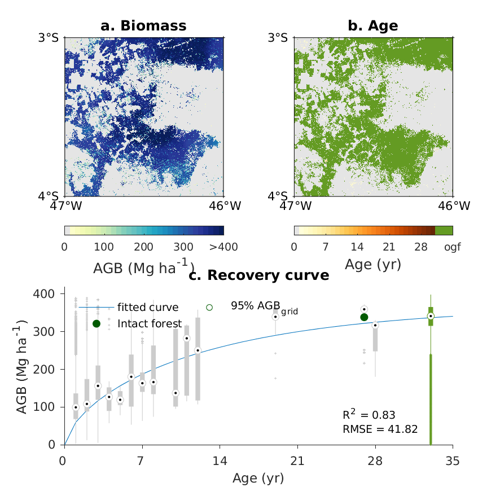 a. Biomass
b. Age
3°S
4°S
47°W
46°W
3°S
4°S
47°W
46°W
0 100 200 300 >400
AGB (Mg ha-1)
0 7 14 21 28 ogf
Age (yr)
c. Recovery curve
400
300
200
100
0
AGB (Mg ha-1)
fitted curve
95% AGBgrid
Intact forest
R2 = 0.83
RMSE = 41.82
0 7 14 21 28 35
Age (yr)